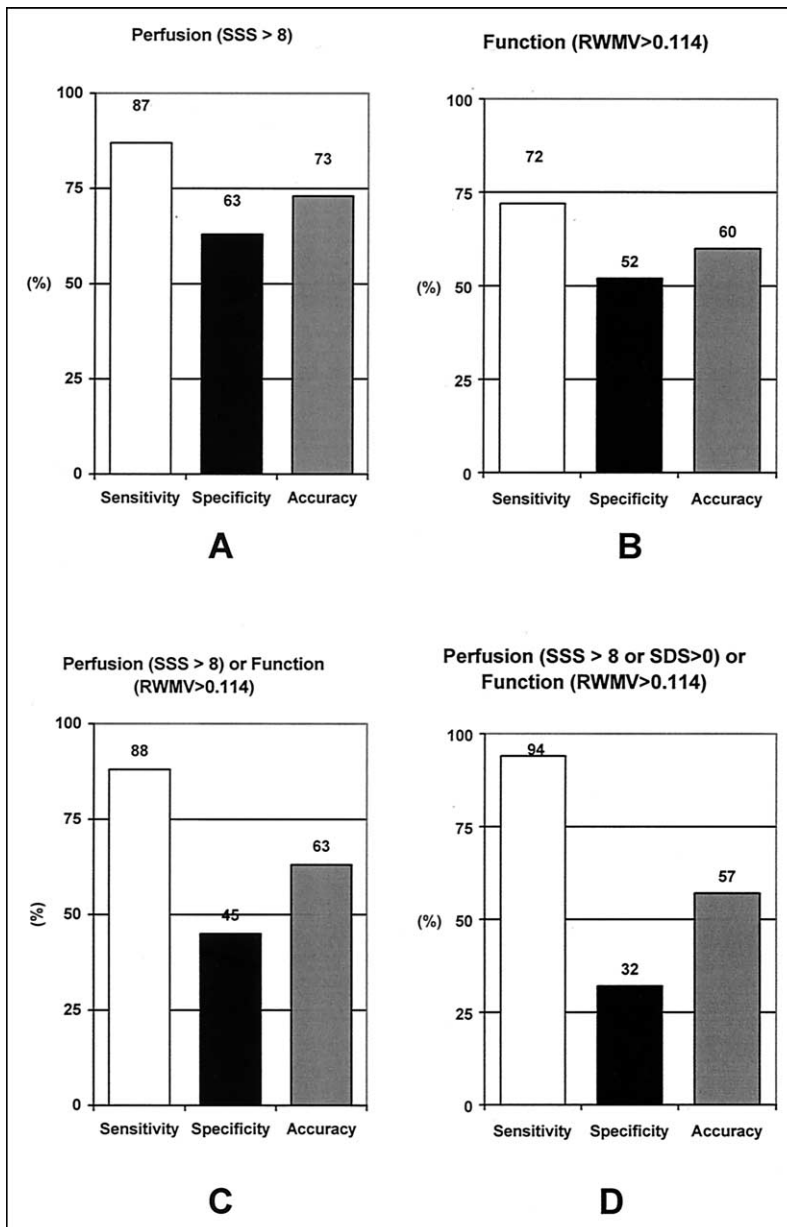 Perfusion (SSS > 8)
100
87
75
73
63
(%)
50
25
0
Sensitivity Specificity Accuracy
A
Function (RWMV>0.114)
100
75
72
60
52
(%)
50
25
0
Sensitivity Specificity Accuracy
B
Perfusion (SSS > 8) or Function
(RWMV>0.114)
100
88
75
63
50
45
(%)
25
0
Sensitivity Specificity Accuracy
C
Perfusion (SSS > 8 or SDS>0) or
Function (RWMV>0.114)
100
94
75
57
50
(%)
32
25
0
Sensitivity Specificity Accuracy
D